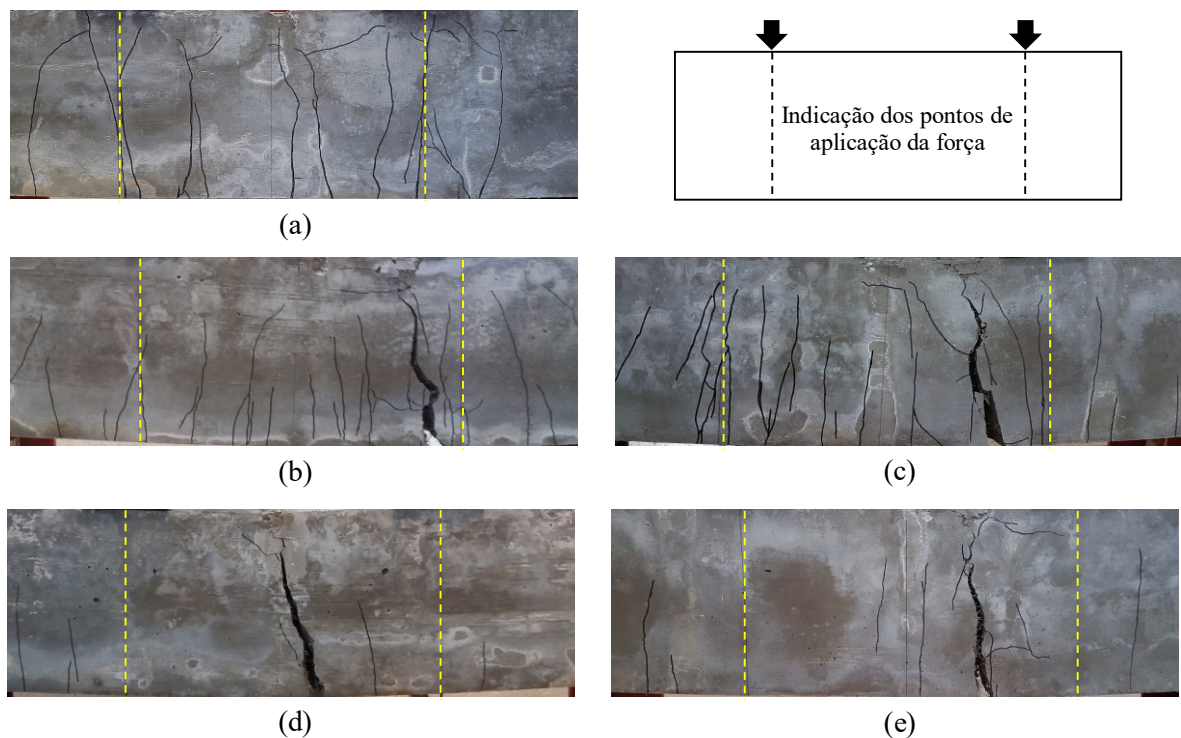 Indicação dos pontos de
aplicação da força
(a)
(b)
(c)
(d)
(e)